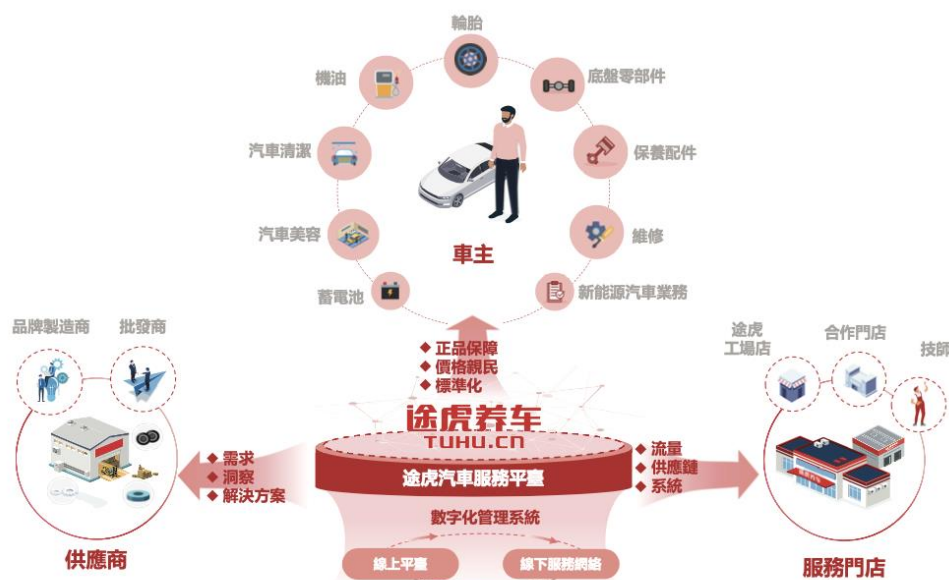 輪胎
機油
底盤零部件
汽車清潔
保養配件
汽車美容
維修
車主
蓄電池
新能源汽車業務
品牌製造商
批發商
途虎
工場店
合作門店
技師
◆ 正品保障
◆ 價格親民
◆ 標準化
途虎养车
TUHU.CN
◆ 需求
◆ 洞察
◆ 解決方案
途虎汽車服務平臺
◆ 流量
◆ 供應鏈
◆ 系統
數字化管理系統
供應商
線上平臺
線下服務網絡
服務門店